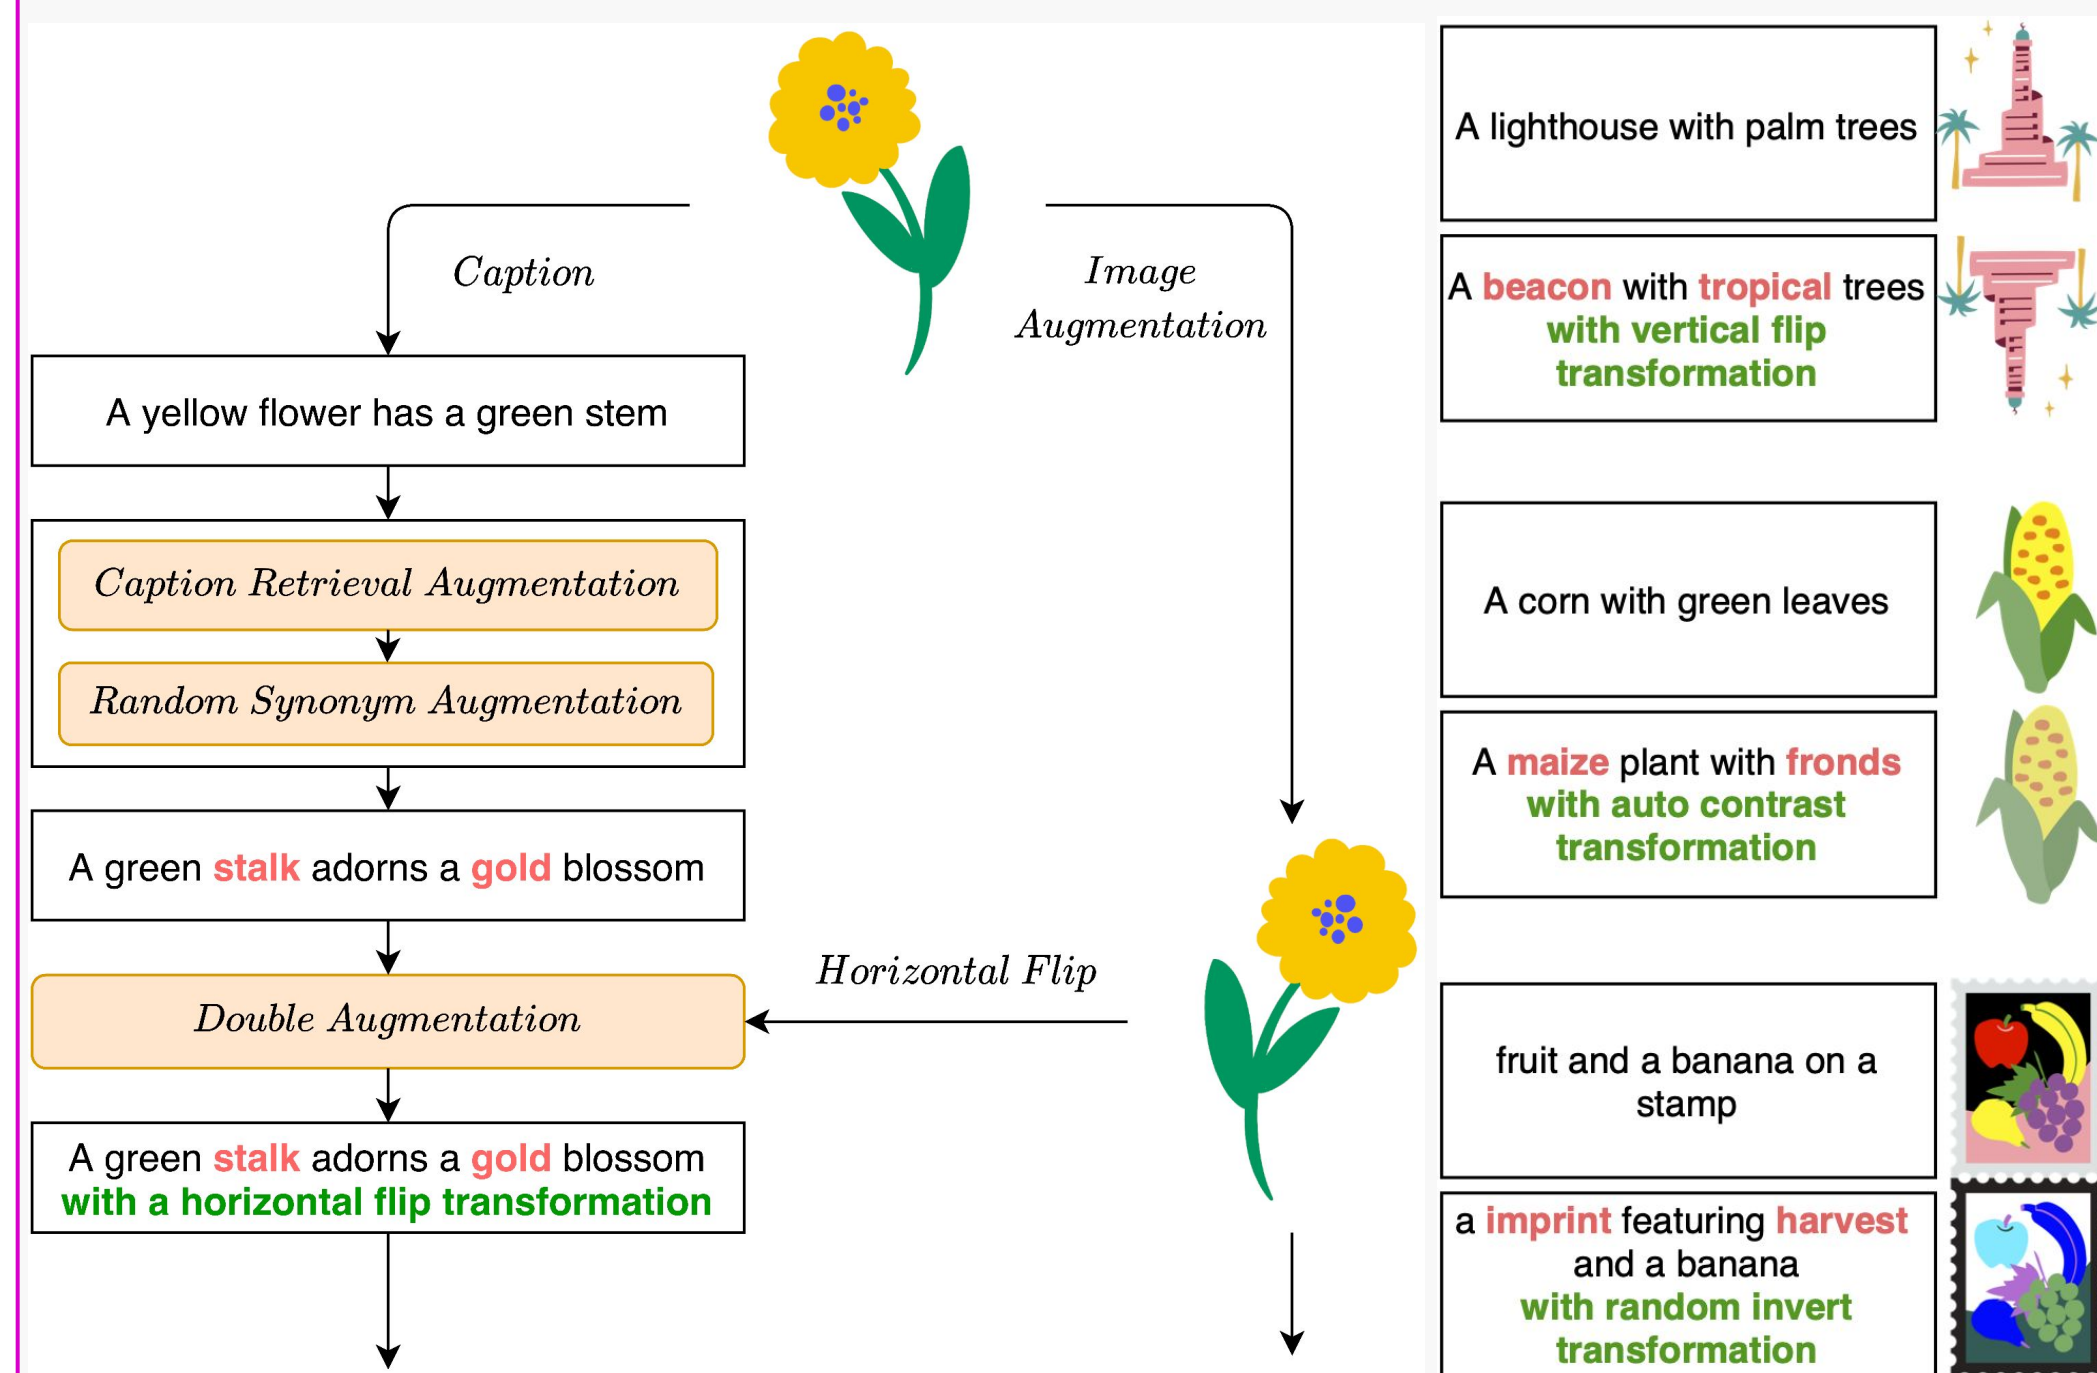 Caption
Image
Augmentation
A yellow flower has a green stem
Caption Retrieval Augmentation
Random Synonym Augmentation
A green stalk adorns a gold blossom
Horizontal Flip
Double Augmentation
A green stalk adorns a gold blossom
with a horizontal flip transformation
A lighthouse with palm trees
A beacon with tropical trees
with vertical flip
transformation
A corn with green leaves
A maize plant with fronds
with auto contrast
transformation
fruit and a banana on a
stamp
a imprint featuring harvest
and a banana
with random invert
transformation